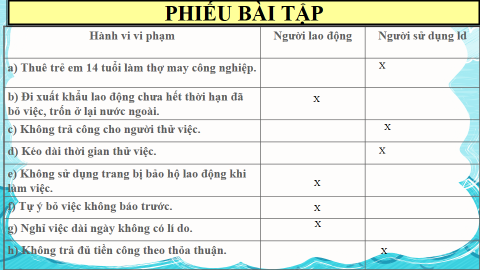 PHIẾU BÀI TẬP
Hành vi vi phạm Người lao động Người sử dụng lđ
a) Thuê trẻ em 14 tuổi làm thợ may công nghiệp. x
b) Đi xuất khẩu lao động chưa hết thời hạn đã x
bỏ việc, trốn ở lại nước ngoài.
c) Không trả công cho người thử việc. x
d) Kéo dài thời gian thử việc. x
e) Không sử dụng trang bị bảo hộ lao động khi x
làm việc.
f) Tự ý bỏ việc không báo trước. x
g) Nghỉ việc dài ngày không có lí do. x
h) Không trả đủ tiền công theo thỏa thuận. x